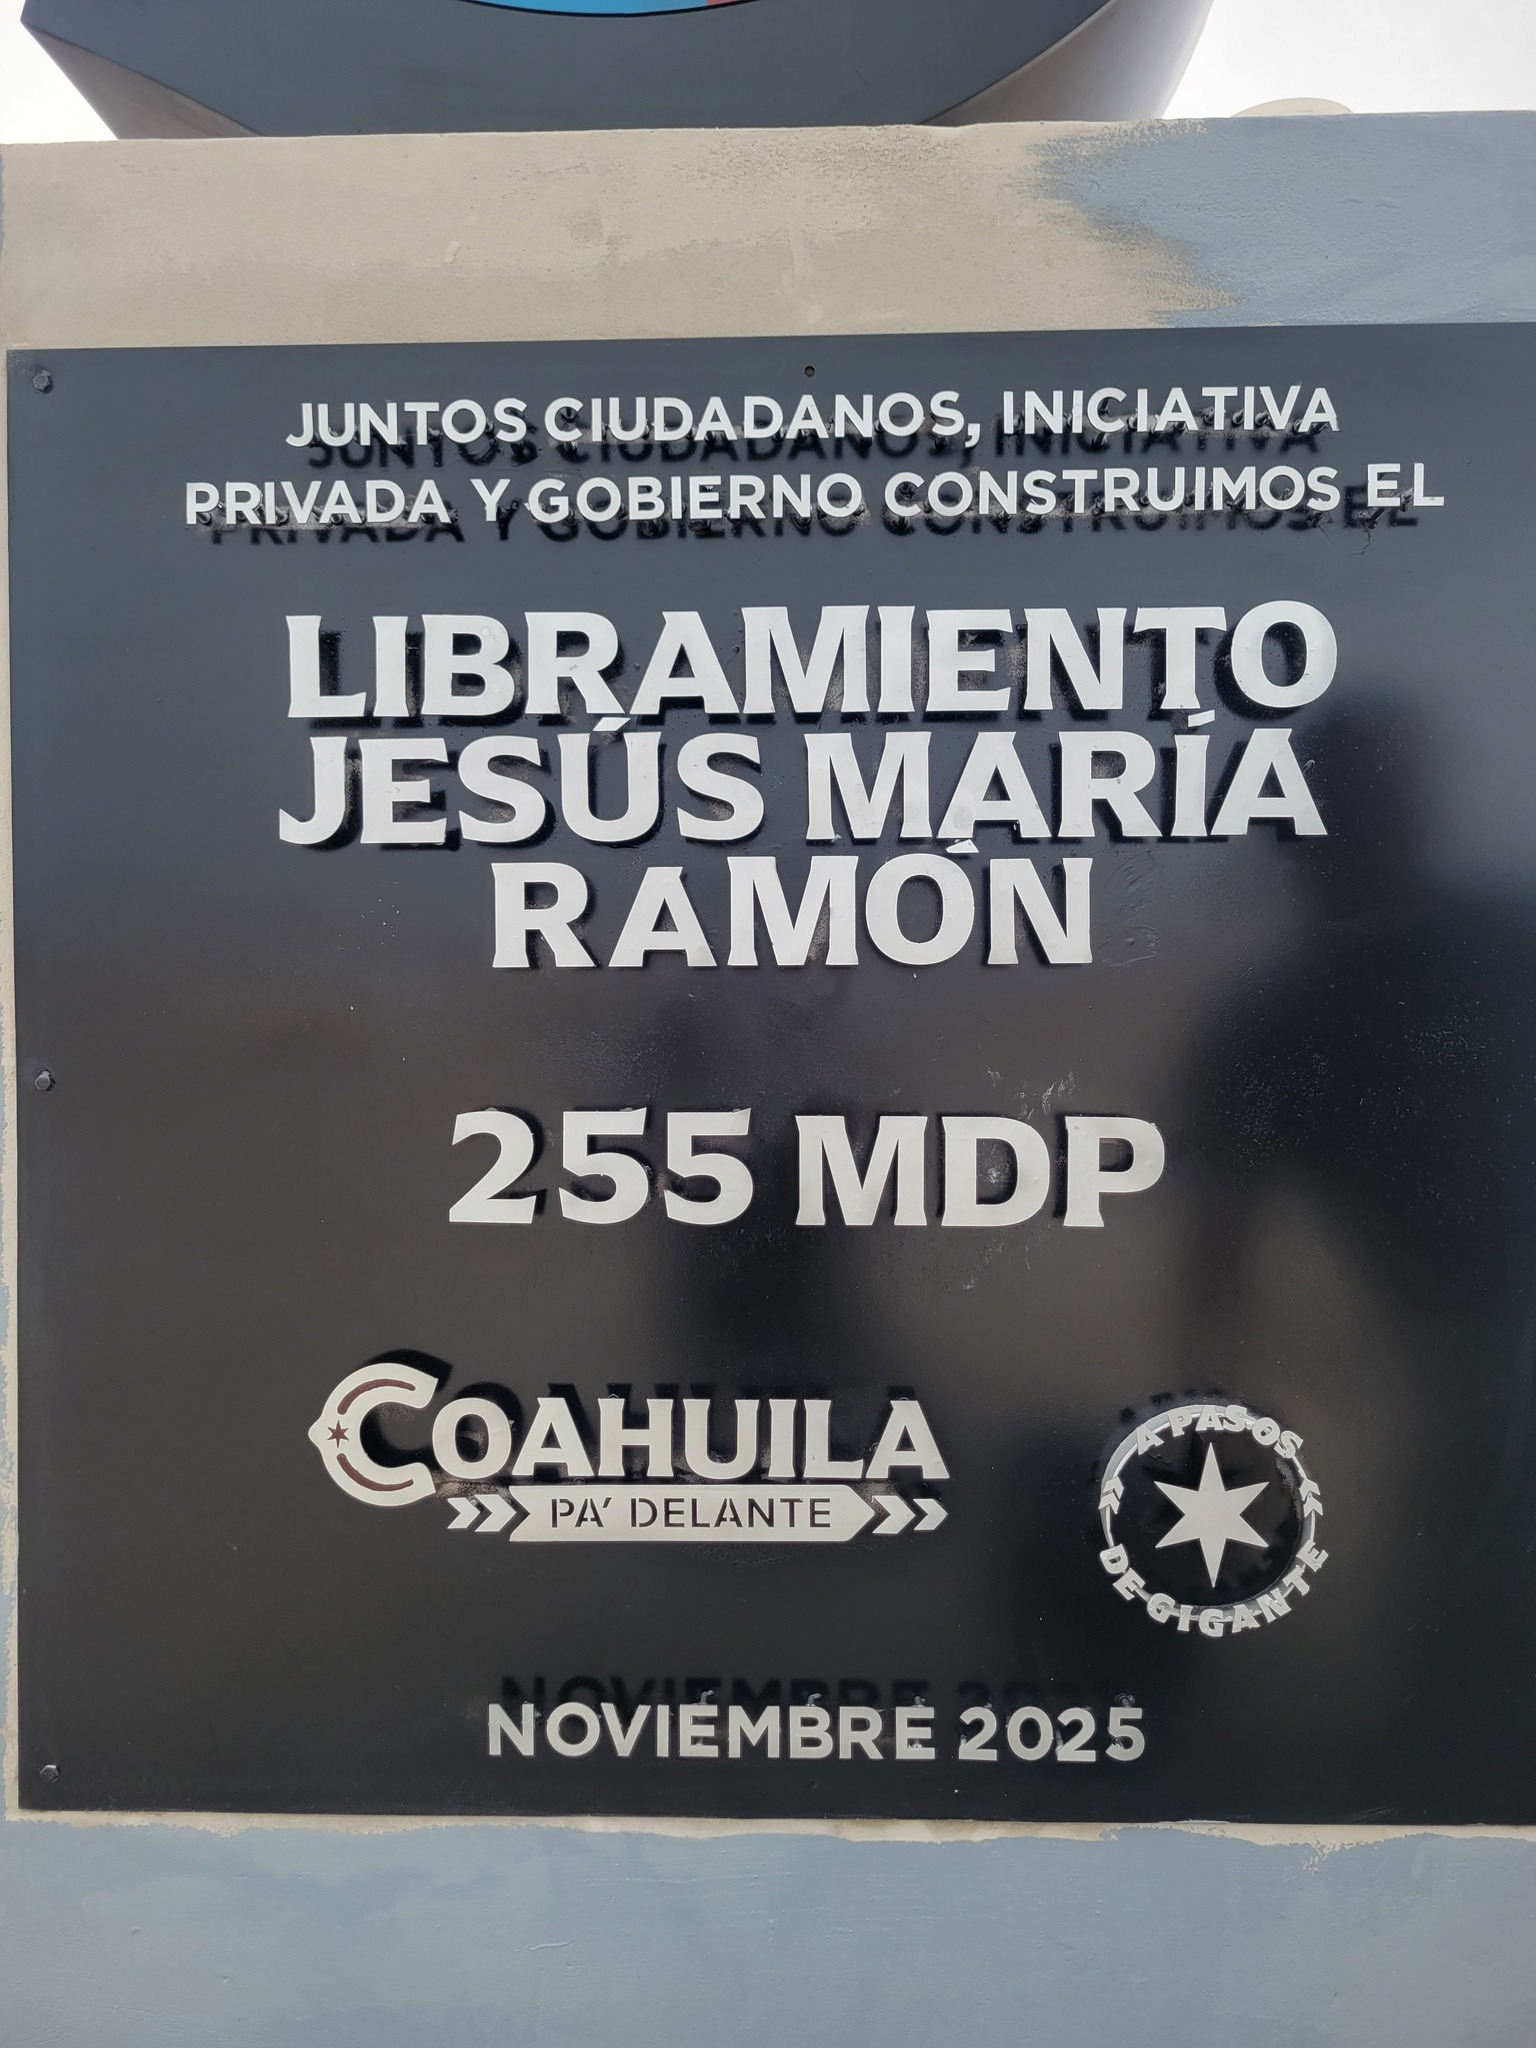 JUNTOS CIUDADANOS, INICIATIVA
PRIVADA Y GOBIERNO CONSTRUIMOS EL
LIBRAMIENTO
JESÚS MARÍA
RAMÓN
255 MDP
COAHUILA
PA' DELANTE
A PASOS
DE GIGANTE
NOVIEMBRE 2025